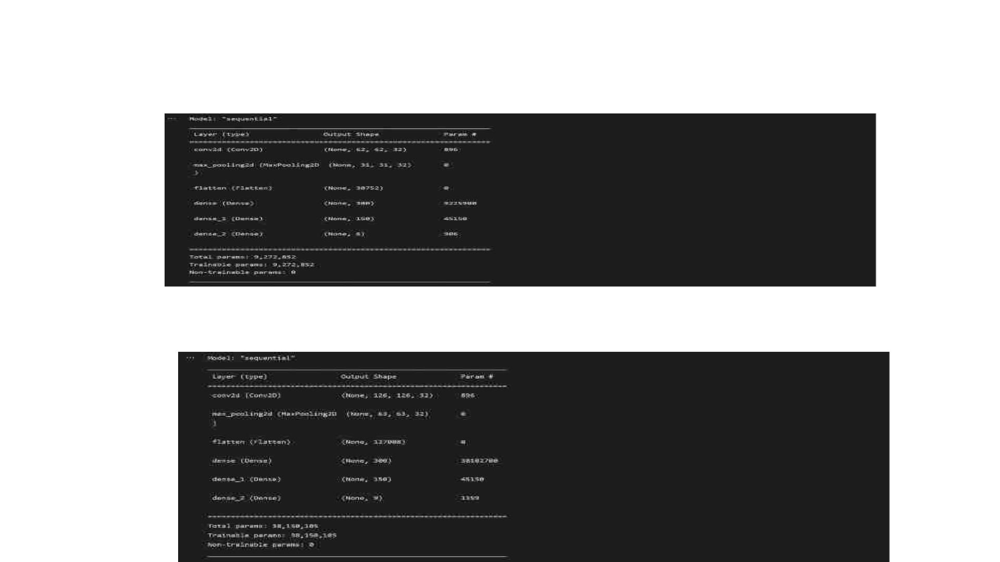 ... Model: "sequential"
Layer (type) Output Shape Param #
conv2d (Conv2D) (None, 62, 62, 32) 896
max_pooling2d (MaxPooling2D (None, 31, 31, 32) 0
)
flatten (Flatten) (None, 30752) 0
dense (Dense) (None, 300) 9225900
dense_1 (Dense) (None, 150) 45150
dense_2 (Dense) (None, 6) 906
Total params: 9,272,852
Trainable params: 9,272,852
Non-trainable params: 0
... Model: "sequential"
Layer (type) Output Shape Param #
conv2d (Conv2D) (None, 126, 126, 32) 896
max_pooling2d (MaxPooling2D (None, 63, 63, 32) 0
)
flatten (Flatten) (None, 127008) 0
dense (Dense) (None, 300) 38102700
dense_1 (Dense) (None, 150) 45150
dense_2 (Dense) (None, 9) 1359
Total params: 38,150,105
Trainable params: 38,150,105
Non-trainable params: 0